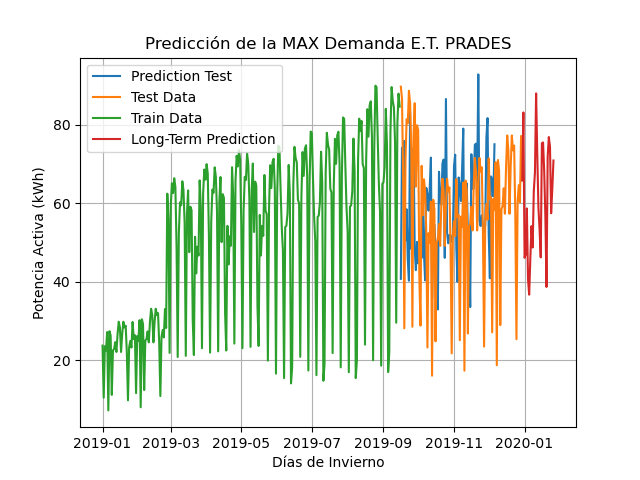 Predicción de la MAX Demanda E.T. PRADES
Prediction Test
Test Data
Train Data
Long-Term Prediction
80
60
40
20
Potencia Activa (kWh)
2019-01 2019-03 2019-05 2019-07 2019-09 2019-11 2020-01
Días de Invierno